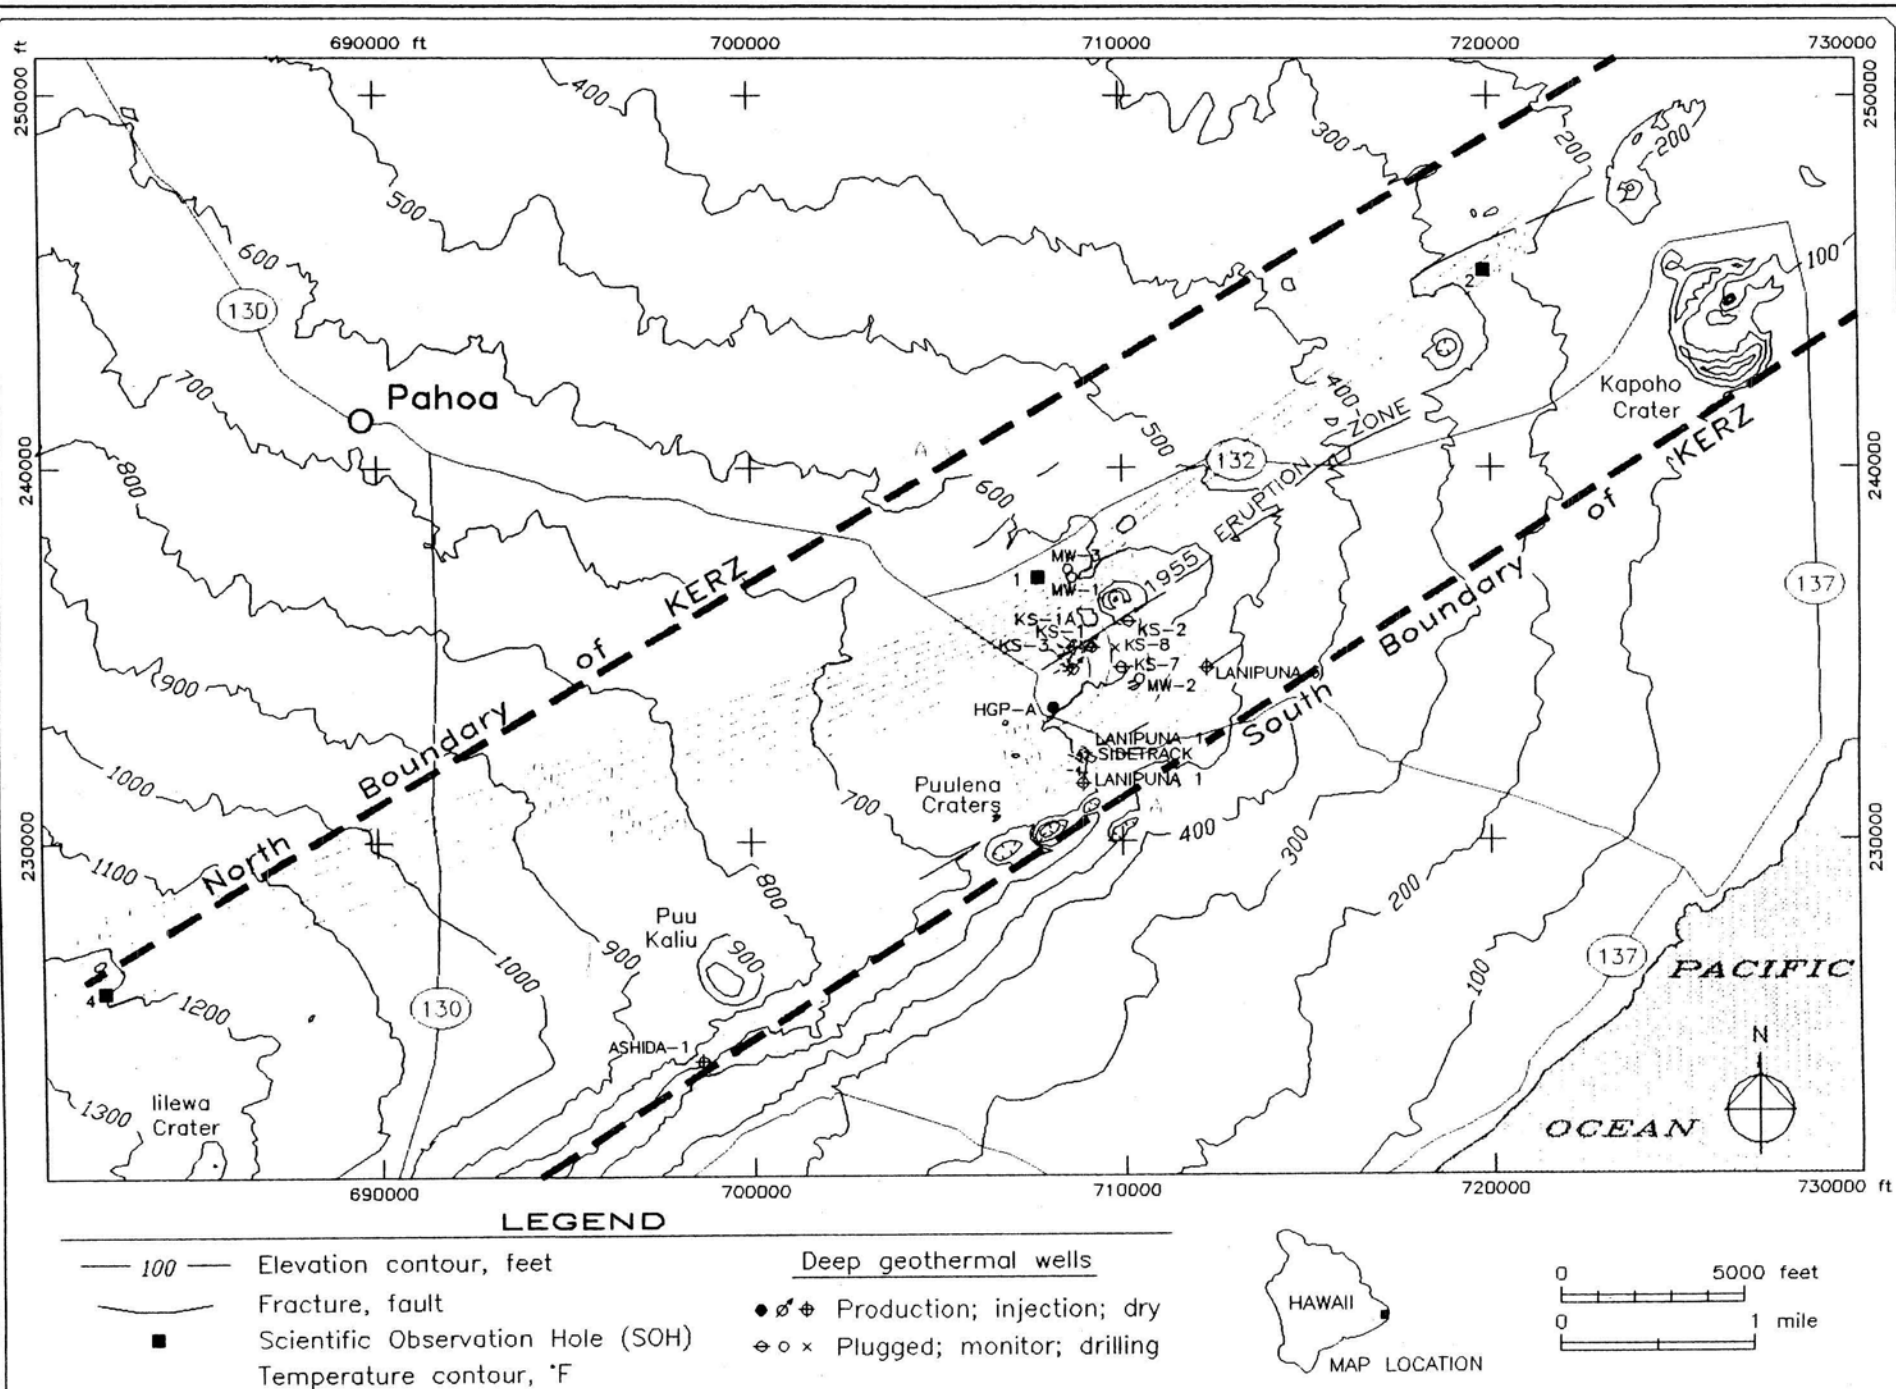 690000 ft
700000
710000
720000
730000
ft
250000
250000
400
300
200
200
500
600
130
100
700
Pahoa
Kapoho
Crater
400
ZONE
500
132
KERZ
240000
240000
800
600
ERUPTION
of
MW-3
1
MW-1
1955
137
KERZ
KS-1A
KS-1
KS-2
Boundary
KS-3
KS-8
of
KS-7
LANIPUNA
MW-2
900
HGP-A
South
Boundary
LANIPUNA 1
SIDETRACK
LANIPUNA 1
1000
Puulena
Craters
700
400
300
230000
230000
1100
North
800
200
Puu
Kaliu
900
900
1000
100
137
PACIFIC
4
1200
130
N
ASHIDA-1
1300
Iilewa
Crater
OCEAN
2
690000
700000
710000
720000
730000 ft
LEGEND
100 Elevation contour, feet
Fracture, fault
Scientific Observation Hole (SOH)
Temperature contour, °F
Deep geothermal wells
Production; injection; dry
Plugged; monitor; drilling
HAWAII
MAP LOCATION
0 5000 feet
0 1 mile